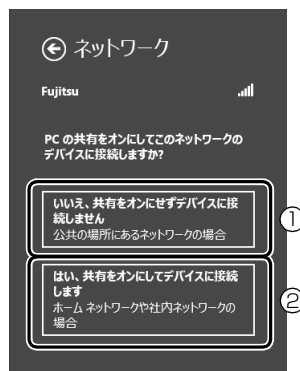 ネットワーク
Fujitsu
PC の共有をオンにしてこのネットワークの
デバイスに接続しますか?
いいえ、共有をオンにせずデバイスに接
続しません
公共の場所にあるネットワークの場合
①
はい、共有をオンにしてデバイスに接続
します
ホーム ネットワークや社内ネットワークの
場合
②